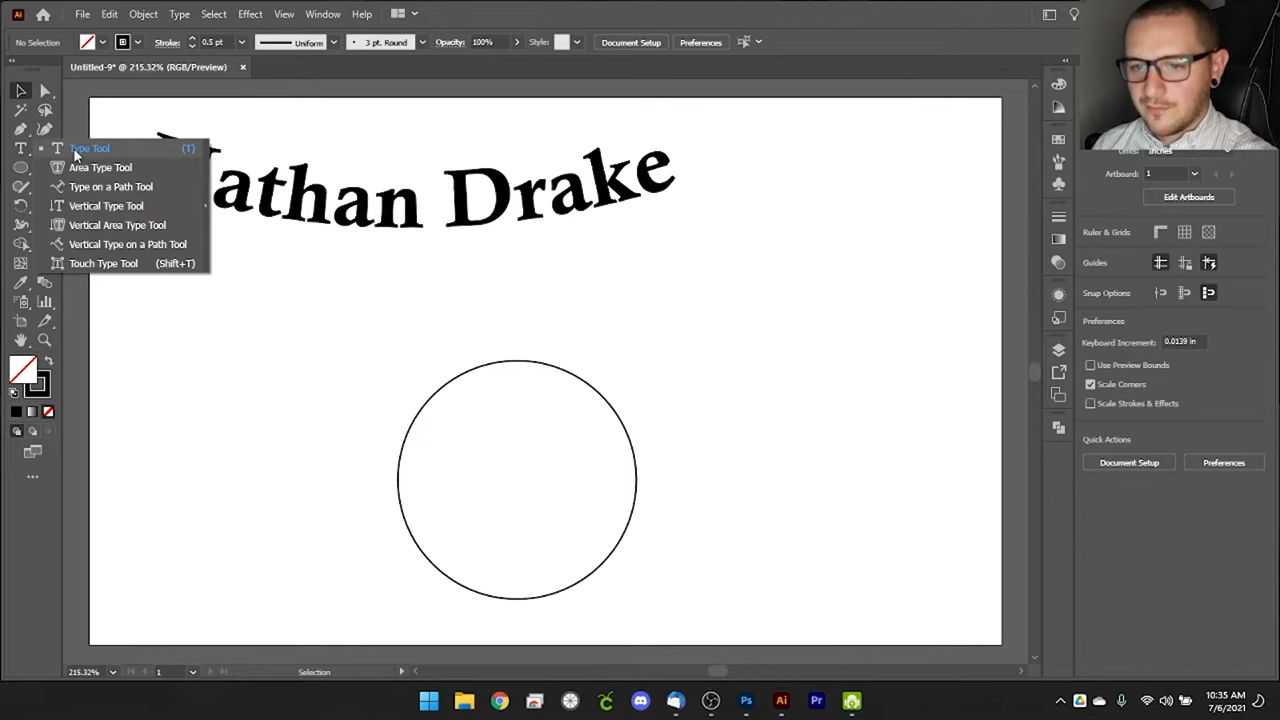 Ai File Edit Object Type Select Effect View Window Help
No Selection Stroke: 0.5 pt Uniform 3 pt. Round Opacity: 100% Style: Document Setup Preferences
Untitled-9* @ 215.32% (RGB/Preview)
Type Tool (T)
Area Type Tool
Type on a Path Tool
Vertical Type Tool
Vertical Area Type Tool
Vertical Type on a Path Tool
Touch Type Tool (Shift+T)
athan Drake
Units: Inches
Artboard: 1
Edit Artboards
Ruler & Grids
Guides
Snap Options
Preferences
Keyboard Increment: 0.0139 in
Use Preview Bounds
Scale Corners
Scale Strokes & Effects
Quick Actions
Document Setup Preferences
215.32% 1 Selection
Ps Ai Pr
10:35 AM
7/6/2021